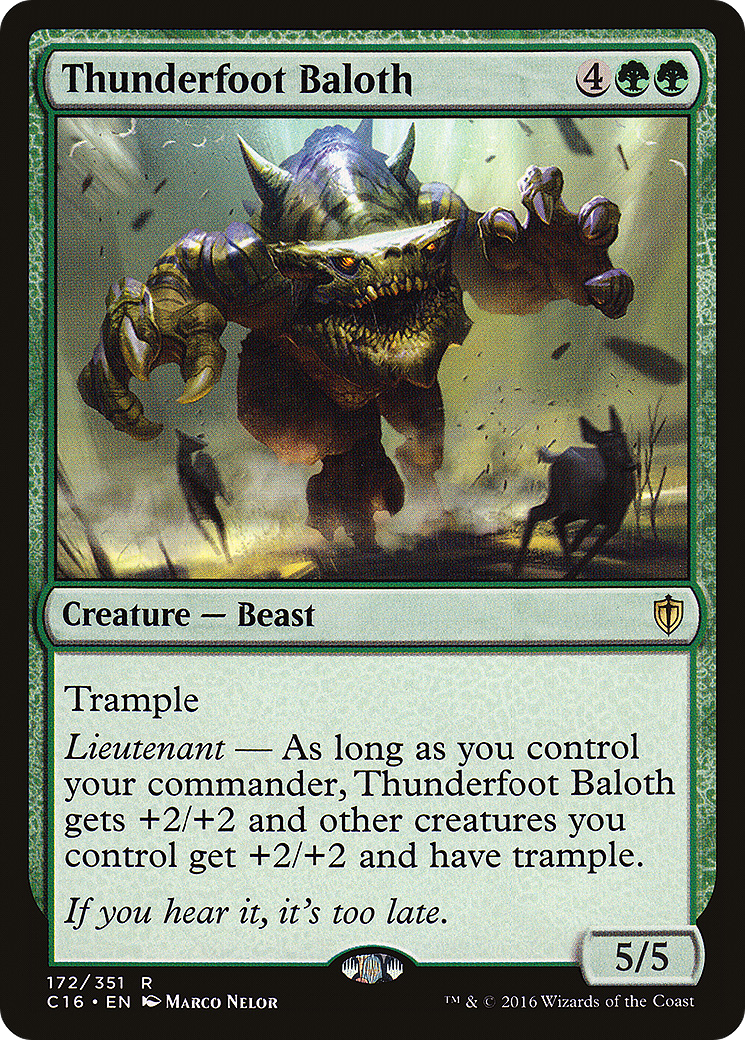 Thunderfoot Baloth 4
Creature — Beast
Trample
Lieutenant — As long as you control
your commander, Thunderfoot Baloth
gets +2/+2 and other creatures you
control get +2/+2 and have trample.
If you hear it, it's too late.
5/5
172/351 R
C16 • EN Marco Nelor
™ & © 2016 Wizards of the Coast